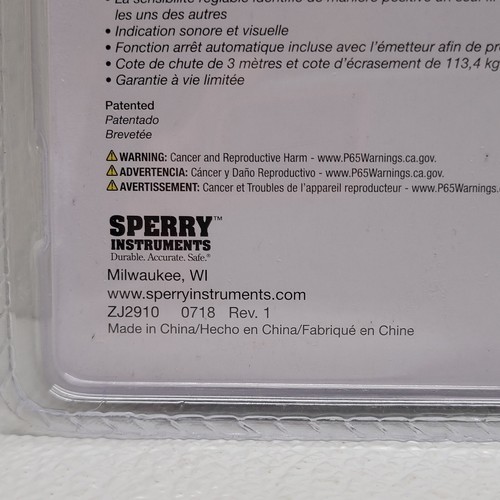 les uns des autres
• Indication sonore et visuelle
• Fonction arrêt automatique incluse avec l'émetteur afin de
• Cote de chute de 3 mètres et cote d'écrasement de 113,4 kg
• Garantie à vie limitée
Patented
Patentado
Brevetée
WARNING: Cancer and Reproductive Harm - www.P65Warnings.ca.gov.
ADVERTENCIA: Cáncer y Daño Reproductivo - www.P65Warnings.ca.gov.
AVERTISSEMENT: Cancer et Troubles de l'appareil reproducteur - www.P65Warnings.
SPERRY™
INSTRUMENTS
Durable. Accurate. Safe.®
Milwaukee, WI
www.sperryinstruments.com
ZJ2910 0718 Rev. 1
Made in China/Hecho en China/Fabriqué en Chine